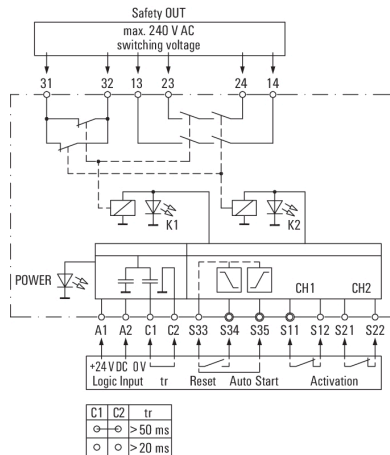 Safety OUT
max. 240 V AC
switching voltage
31 32 13 23 24 14
K1 K2
POWER
CH1 CH2
A1 A2 C1 C2 S33 S34 S35 S11 S12 S21 S22
+24 V DC 0 V
Logic Input tr Reset Auto Start Activation
C1 C2 tr
> 50 ms
> 20 ms